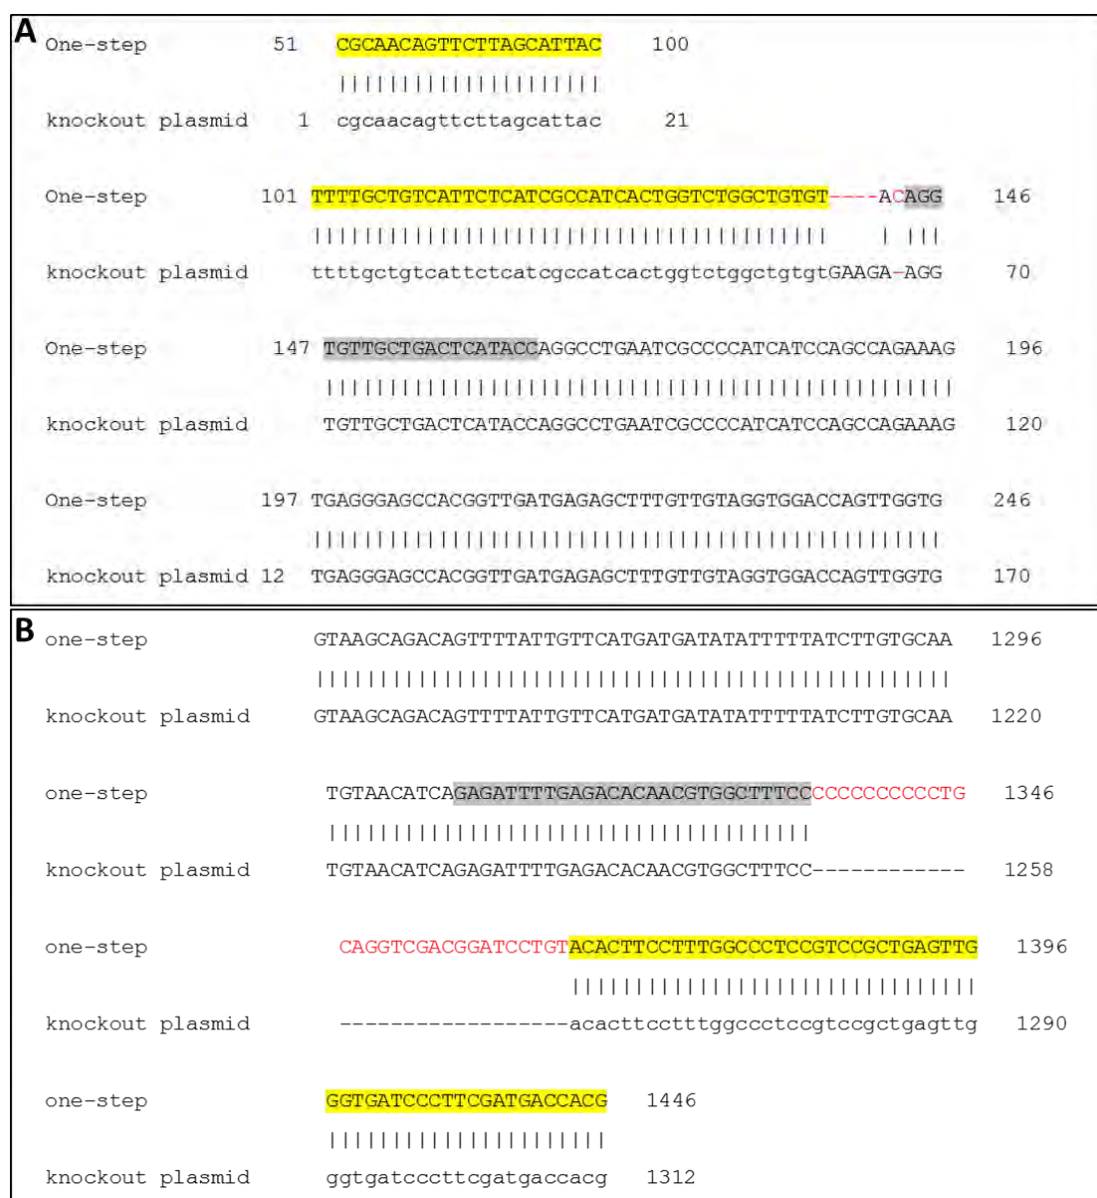 A
One-step 51 CGCAACAGTTCTTAGCATTAC 100
|||||||||||||||||||||
knockout plasmid 1 cgcaacagttcttagcattac 21
One-step 101 TTTTGCTGTCATTCTCATCGCCATCACTGGTCTGGCTGTGT----ACAGG 146
||||||||||||||||||||||||||||||||||||||||| | |||
knockout plasmid ttttgctgtcattctcatcgccatcactggtctggctgtgtGAAGA-AGG 70
One-step 147 TGTTGCTGACTCATACCAGGCCTGAATCGCCCCATCATCCAGCCAGAAAG 196
||||||||||||||||||||||||||||||||||||||||||||||||||
knockout plasmid TGTTGCTGACTCATACCAGGCCTGAATCGCCCCATCATCCAGCCAGAAAG 120
One-step 197 TGAGGGAGCCACGGTTGATGAGAGCTTTGTTGTAGGTGGACCAGTTGGTG 246
||||||||||||||||||||||||||||||||||||||||||||||||||
knockout plasmid 12 TGAGGGAGCCACGGTTGATGAGAGCTTTGTTGTAGGTGGACCAGTTGGTG 170
B
one-step GTAAGCAGACAGTTTTATTGTTCATGATGATATATTTTTATCTTGTGCAA 1296
||||||||||||||||||||||||||||||||||||||||||||||||||
knockout plasmid GTAAGCAGACAGTTTTATTGTTCATGATGATATATTTTTATCTTGTGCAA 1220
one-step TGTAACATCAGAGATTTTGAGACACAACGTGGCTTTCCCCCCCCCCCCTG 1346
||||||||||||||||||||||||||||||||||||||
knockout plasmid TGTAACATCAGAGATTTTGAGACACAACGTGGCTTTCC------------ 1258
one-step CAGGTCGACGGATCCTGTACACTTCCTTTGGCCCTCCGTCCGCTGAGTTG 1396
||||||||||||||||||||||||||||||||
knockout plasmid ------------------acacttcctttggccctccgtccgctgagttg 1290
one-step GGTGATCCCTTCGATGACCACG 1446
||||||||||||||||||||||
knockout plasmid ggtgatcccttcgatgaccacg 1312